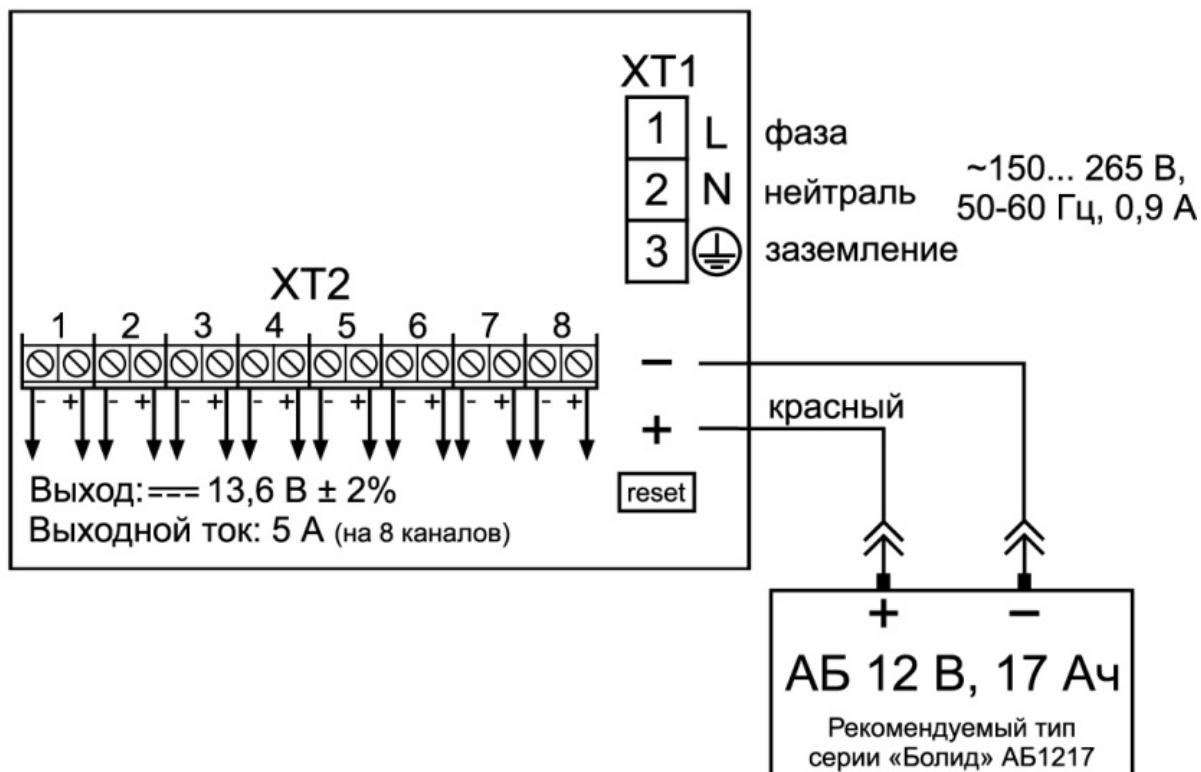 XT1
1 L фаза
2 N нейтраль
3 заземление
~150... 265 В,
50-60 Гц, 0,9 А
XT2
1 2 3 4 5 6 7 8
- + - + - + - + - + - + - + - +
−
+
красный
reset
Выход: 13,6 В ± 2%
Выходной ток: 5 А (на 8 каналов)
+ −
АБ 12 В, 17 Ач
Рекомендуемый тип
серии «Болид» АБ1217